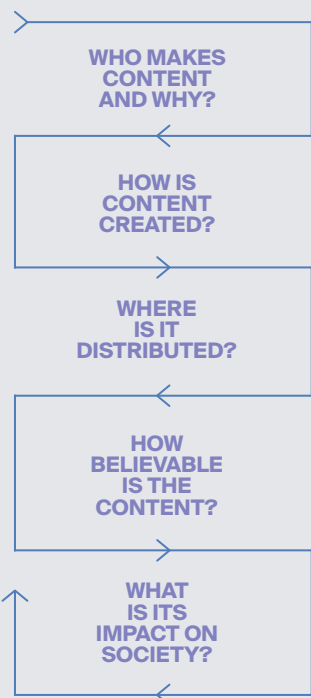 WHO MAKES
CONTENT
AND WHY?
HOW IS
CONTENT
CREATED?
WHERE
IS IT
DISTRIBUTED?
HOW
BELIEVABLE
IS THE
CONTENT?
WHAT
IS ITS
IMPACT ON
SOCIETY?